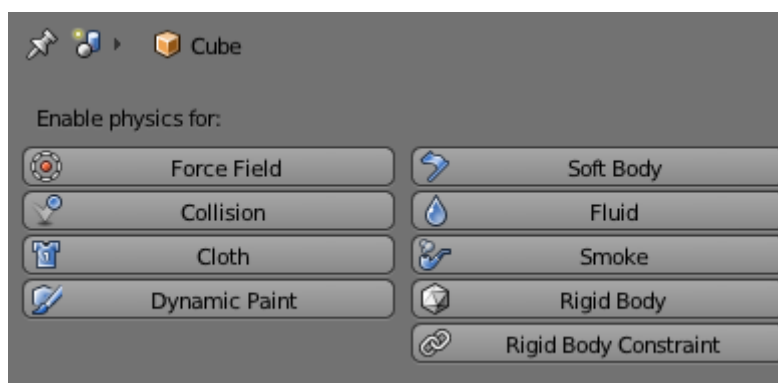 Cube
Enable physics for:
Force Field
Collision
Cloth
Dynamic Paint
Soft Body
Fluid
Smoke
Rigid Body
Rigid Body Constraint